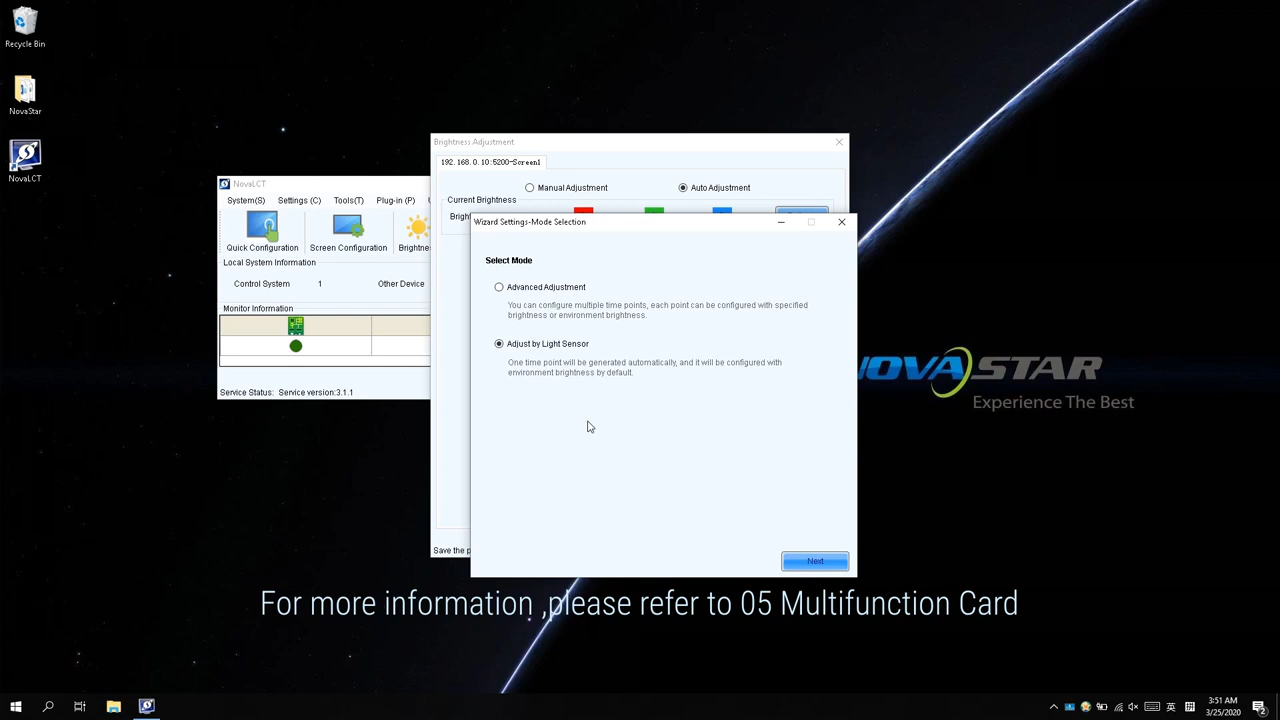 Recycle Bin
NovaStar
NovaLCT
NovaLCT
System(S) Settings (C) Tools(T) Plug-in (P)
Quick Configuration Screen Configuration
Local System Information
Control System 1 Other Device
Monitor Information
Service Status: Service version:3.1.1
Brightness Adjustment
192.168.0.10:5200-Screen1
Manual Adjustment Auto Adjustment
Current Brightness
Wizard Settings-Mode Selection
Select Mode
Advanced Adjustment
You can configure multiple time points, each point can be configured with specified
brightness or environment brightness.
Adjust by Light Sensor
One time point will be generated automatically, and it will be configured with
environment brightness by default.
Save the
Next
NOVASTAR
Experience The Best
For more information ,please refer to 05 Multifunction Card
英
3:51 AM
3/25/2020
2